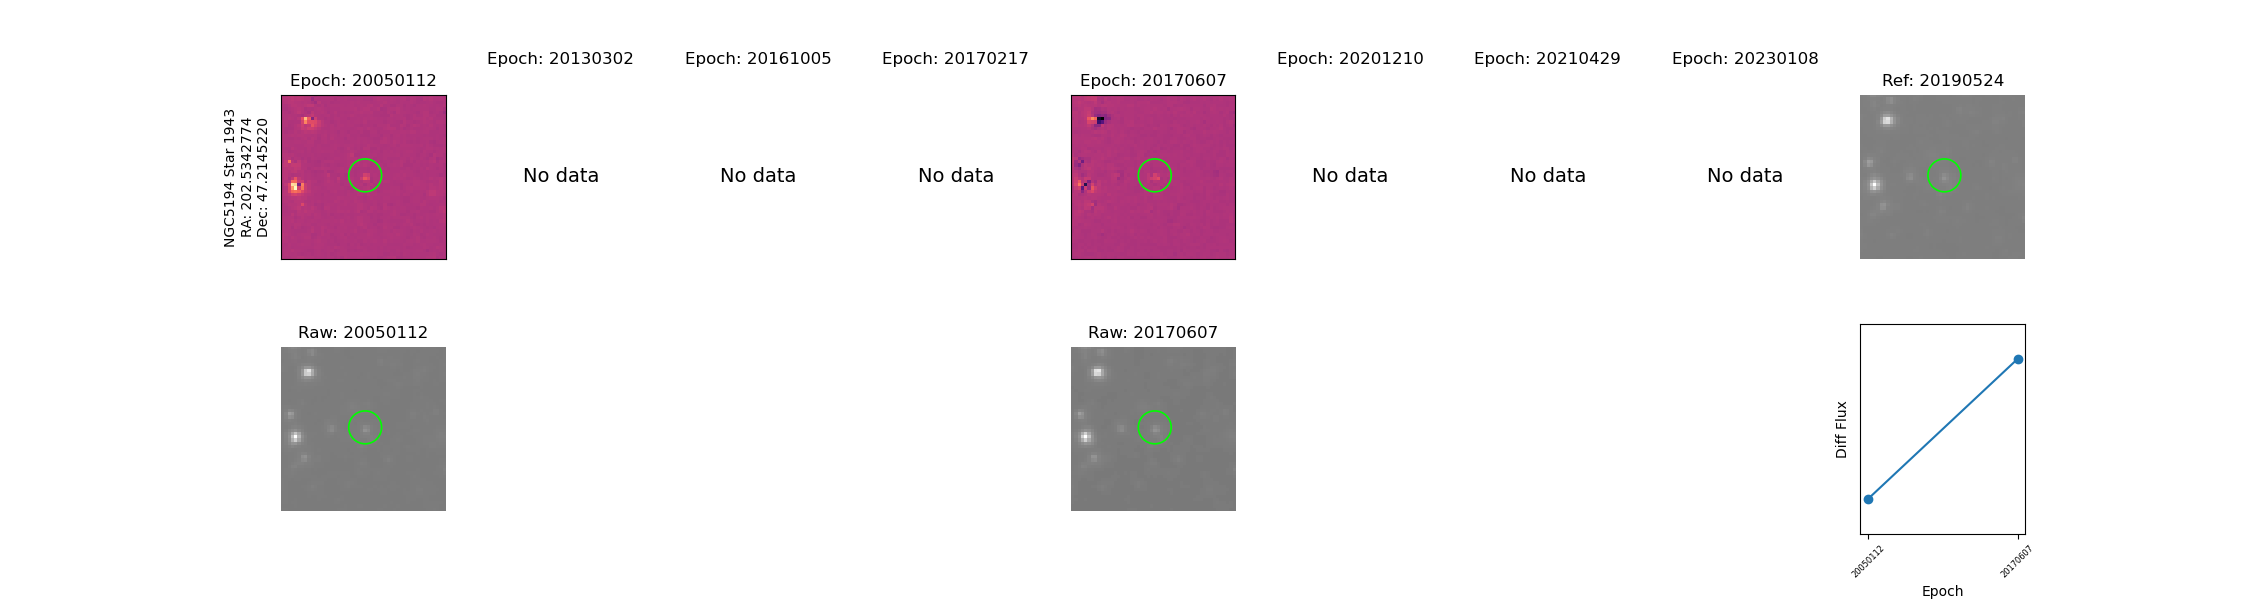 Epoch: 20050112
Epoch: 20130302
Epoch: 20161005
Epoch: 20170217
Epoch: 20170607
Epoch: 20201210
Epoch: 20210429
Epoch: 20230108
Ref: 20190524
NGC5194 Star 1943
RA: 202.5342774
Dec: 47.2145220
No data
No data
No data
No data
No data
No data
Raw: 20050112
Raw: 20170607
Diff Flux
20050112
20170607
Epoch